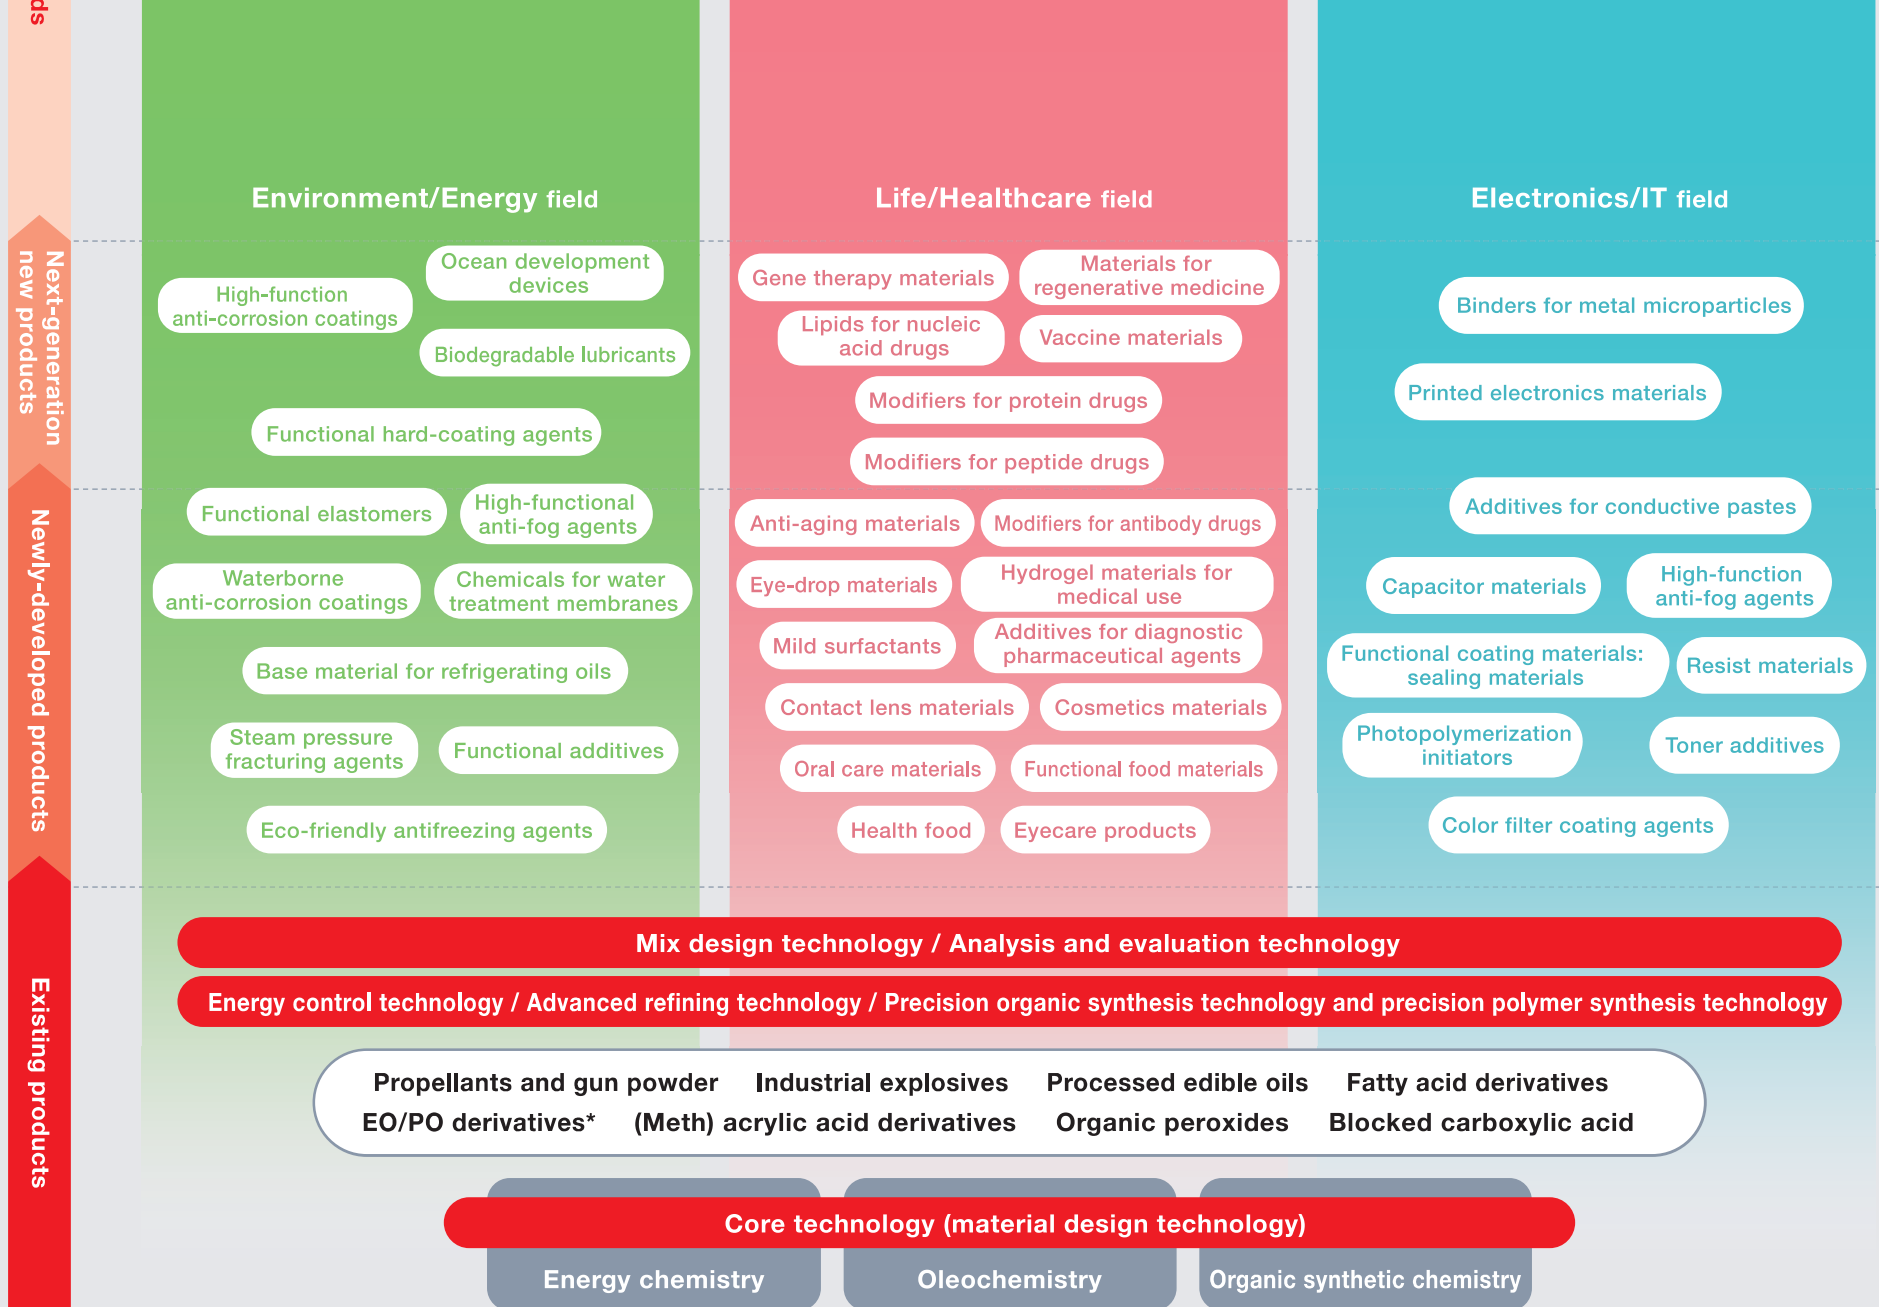 ds
Environment/Energy field
Life/Healthcare field
Electronics/IT field
Next-generation
new products
Ocean development
devices
High-function
anti-corrosion coatings
Biodegradable lubricants
Functional hard-coating agents
Gene therapy materials
Materials for
regenerative medicine
Lipids for nucleic
acid drugs
Vaccine materials
Modifiers for protein drugs
Modifiers for peptide drugs
Binders for metal microparticles
Printed electronics materials
Newly-developed products
Functional elastomers
High-functional
anti-fog agents
Waterborne
anti-corrosion coatings
Chemicals for water
treatment membranes
Base material for refrigerating oils
Steam pressure
fracturing agents
Functional additives
Eco-friendly antifreezing agents
Anti-aging materials
Modifiers for antibody drugs
Eye-drop materials
Hydrogel materials for
medical use
Mild surfactants
Additives for diagnostic
pharmaceutical agents
Contact lens materials
Cosmetics materials
Oral care materials
Functional food materials
Health food
Eyecare products
Additives for conductive pastes
Capacitor materials
High-function
anti-fog agents
Functional coating materials:
sealing materials
Resist materials
Photopolymerization
initiators
Toner additives
Color filter coating agents
Existing products
Mix design technology / Analysis and evaluation technology
Energy control technology / Advanced refining technology / Precision organic synthesis technology and precision polymer synthesis technology
Propellants and gun powder Industrial explosives Processed edible oils Fatty acid derivatives
EO/PO derivatives* (Meth) acrylic acid derivatives Organic peroxides Blocked carboxylic acid
Core technology (material design technology)
Energy chemistry
Oleochemistry
Organic synthetic chemistry